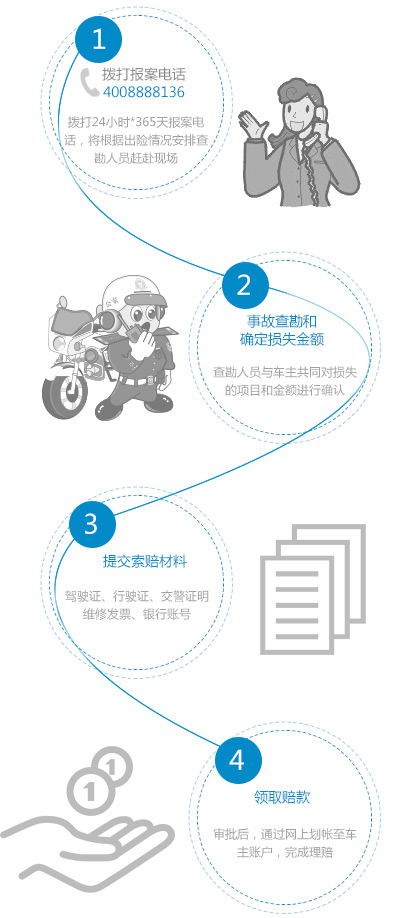 1
拨打报案电话
4008888136
拨打24小时*365天报案电
话，将根据出险情况安排查
勘人员赶赴现场
2
事故查勘和
确定损失金额
查勘人员与车主共同对损失
的项目和金额进行确认
公安
3
提交索赔材料
驾驶证、行驶证、交警证明
维修发票、银行账号
4
领取赔款
审批后，通过网上划帐至车
主账户，完成理赔
1
1